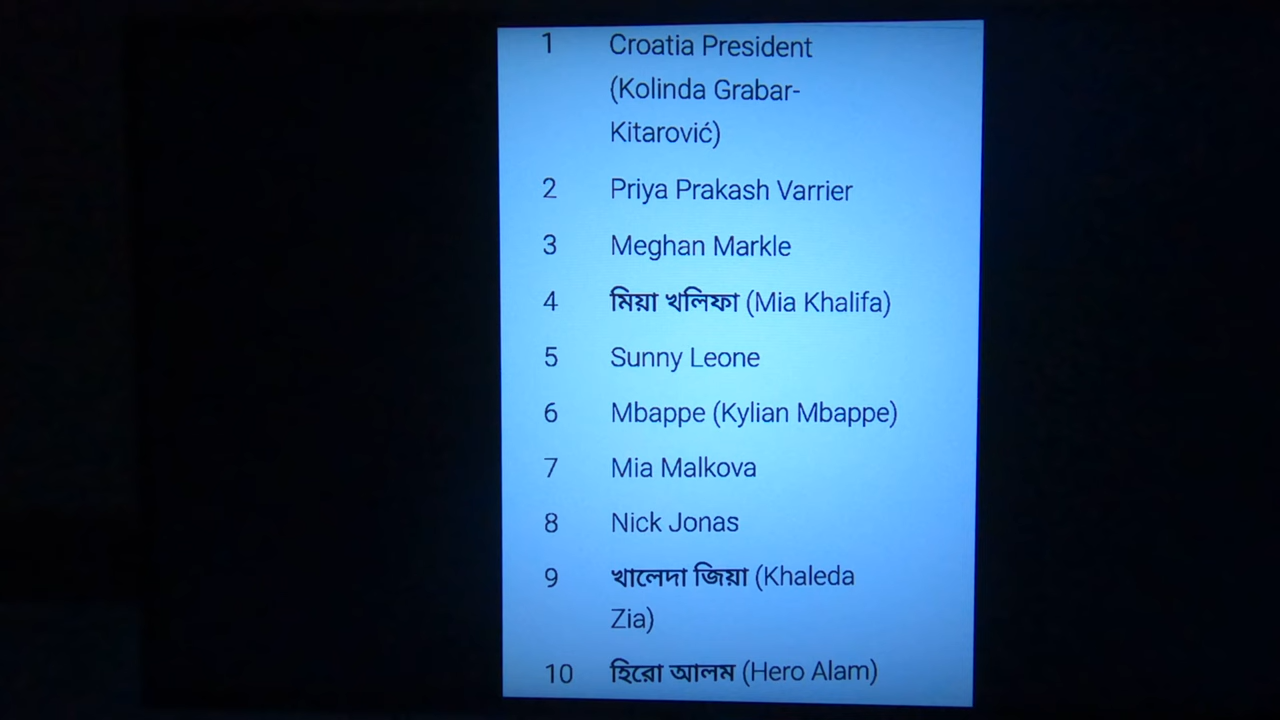 1 Croatia President
(Kolinda Grabar-
Kitarović)
2 Priya Prakash Varrier
3 Meghan Markle
4 মিয়া খলিফা (Mia Khalifa)
5 Sunny Leone
6 Mbappe (Kylian Mbappe)
7 Mia Malkova
8 Nick Jonas
9 খালেদা জিয়া (Khaleda
Zia)
10 হিরো আলম (Hero Alam)